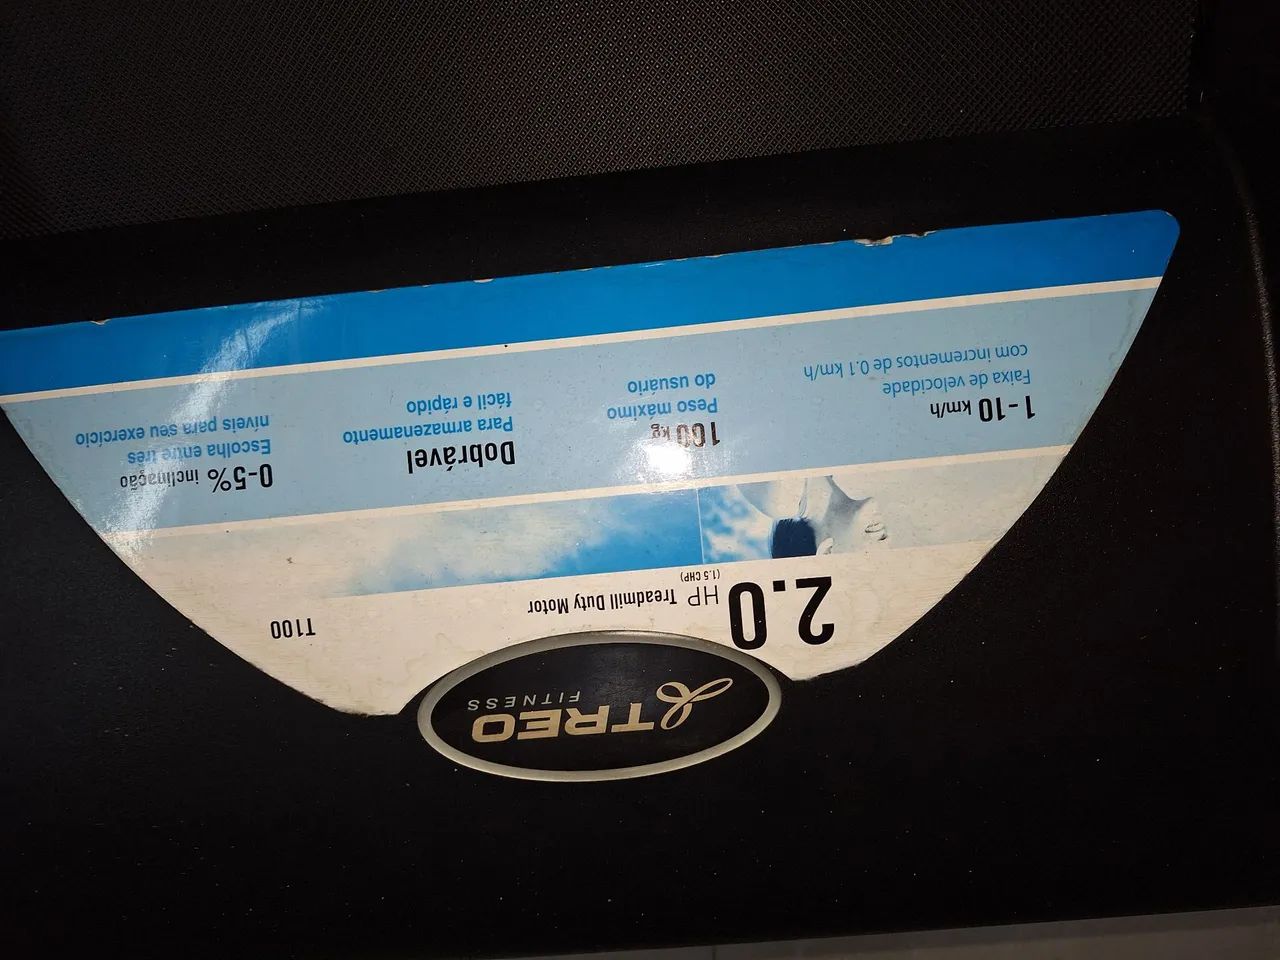 TREO
FITNESS
2.0 HP Treadmill Duty Motor
(1.5 CHP)
T100
1-10 km/h
Faixa de velocidade
com incrementos de 0.1 km/h
100 kg
Peso máximo
do usuário
Dobrável
Para armazenamento
fácil e rápido
0-5% inclinação
Escolha entre três
níveis para seu exercício